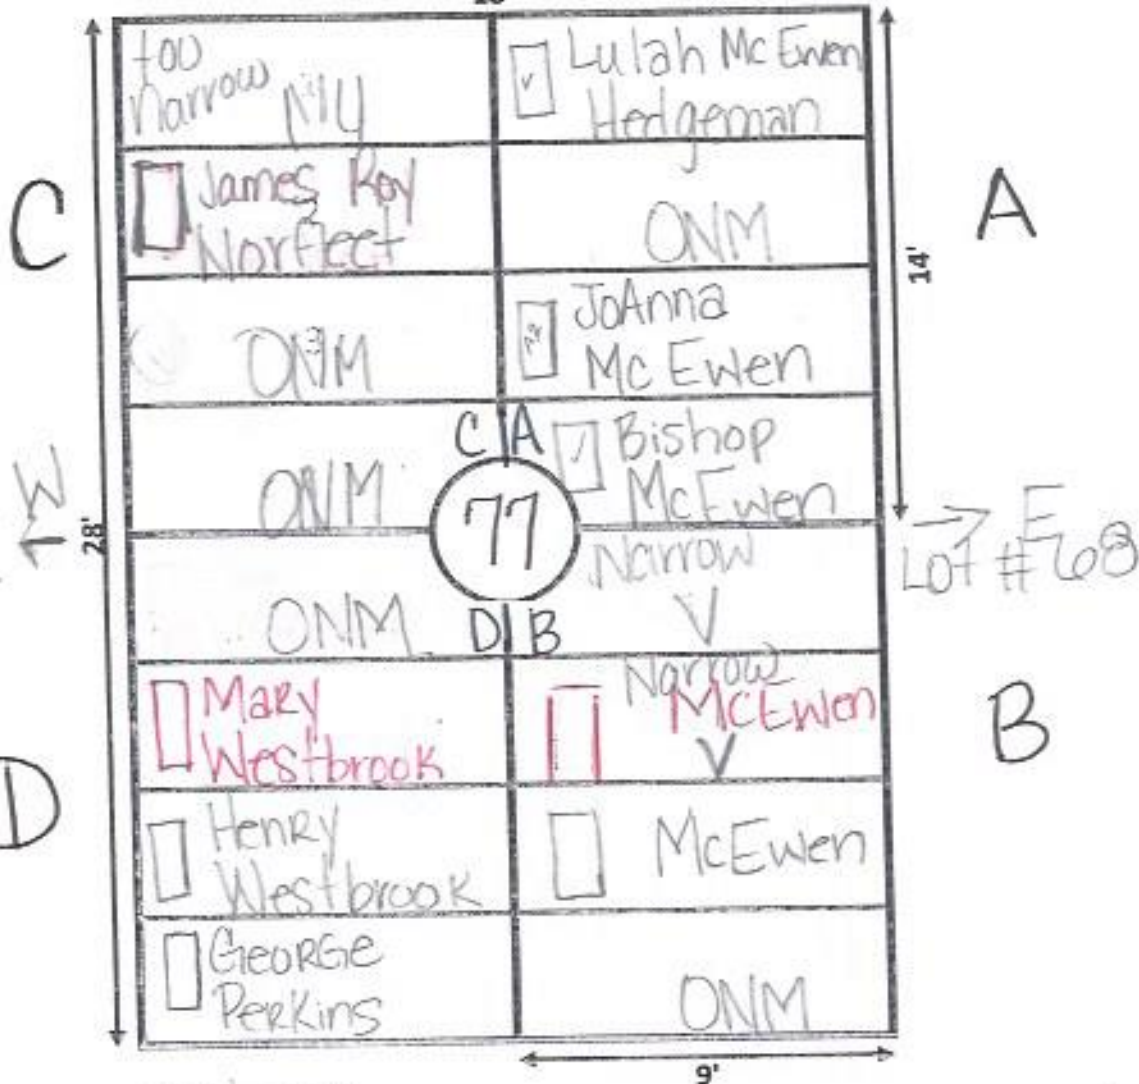 too
Narrow
Lulah McEwen
Hedgeman
C
James Roy
Norfleet
ONM
A
14'
ONM
JoAnna
McEwen
C A
Bishop
McEwen
ONM
W
28'
77
E
Lot #68
Narrow
V
ONM
D B
Mary
Westbrook
Narrow
McEwen
V
B
D
Henry
Westbrook
McEwen
George
Perkins
ONM
9'